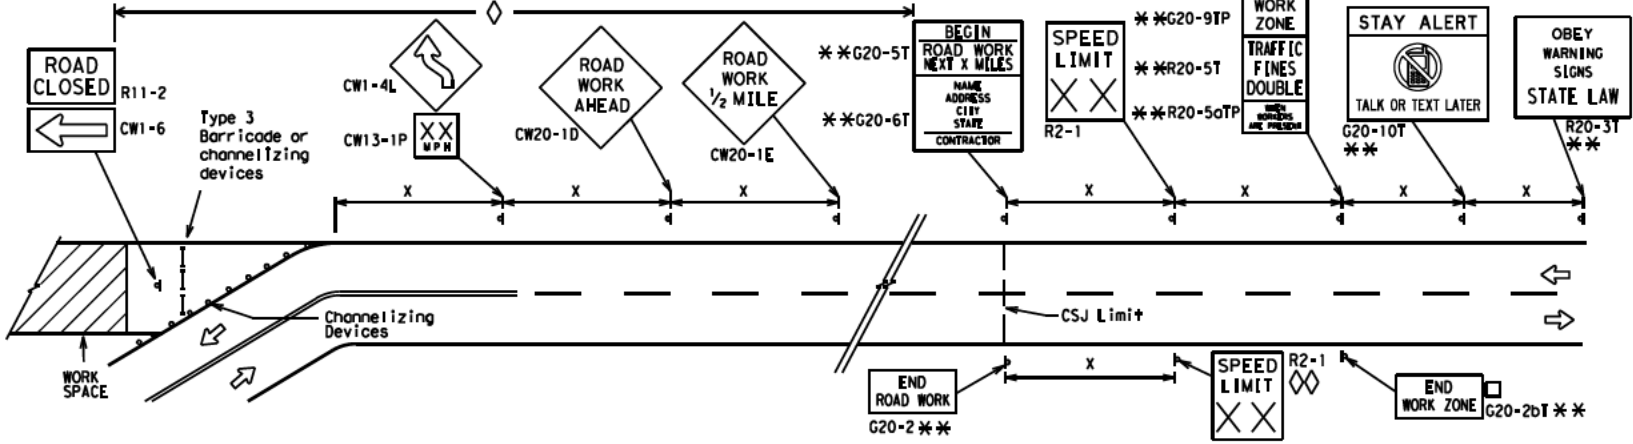 ROAD
CLOSED
R11-2
CW1-6
Type 3
Barricade or
channelizing
devices
CW1-4L
XX
MPH
CW13-1P
ROAD
WORK
AHEAD
CW20-1D
ROAD
WORK
1/2 MILE
CW20-1E
**G20-5T
**G20-6T
BEGIN
ROAD WORK
NEXT X MILES
NAME
ADDRESS
CITY
STATE
CONTRACTOR
SPEED
LIMIT
XX
R2-1
**G20-9TP
**R20-5T
**R20-5aTP
WORK
ZONE
TRAFFIC
FINES
DOUBLE
WHEN
WORKERS
ARE PRESENT
STAY ALERT
TALK OR TEXT LATER
G20-10T
**
OBEY
WARNING
SIGNS
STATE LAW
R20-3T
**
X
X
X
X
X
X
X
Channelizing
Devices
WORK
SPACE
CSJ Limit
X
END
ROAD WORK
G20-2 **
SPEED
LIMIT
XX
R2-1
END
WORK ZONE
G20-2bT **